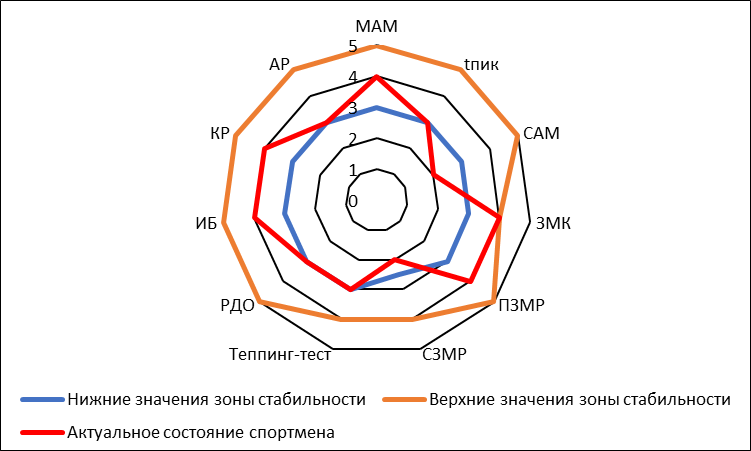 МАМ
5
АР
tпик
4
КР
3
САМ
2
1
0
ИБ
ЗМК
РДО
ПЗМР
Теппинг-тест
СЗМР
Нижние значения зоны стабильности
Верхние значения зоны стабильности
Актуальное состояние спортмена